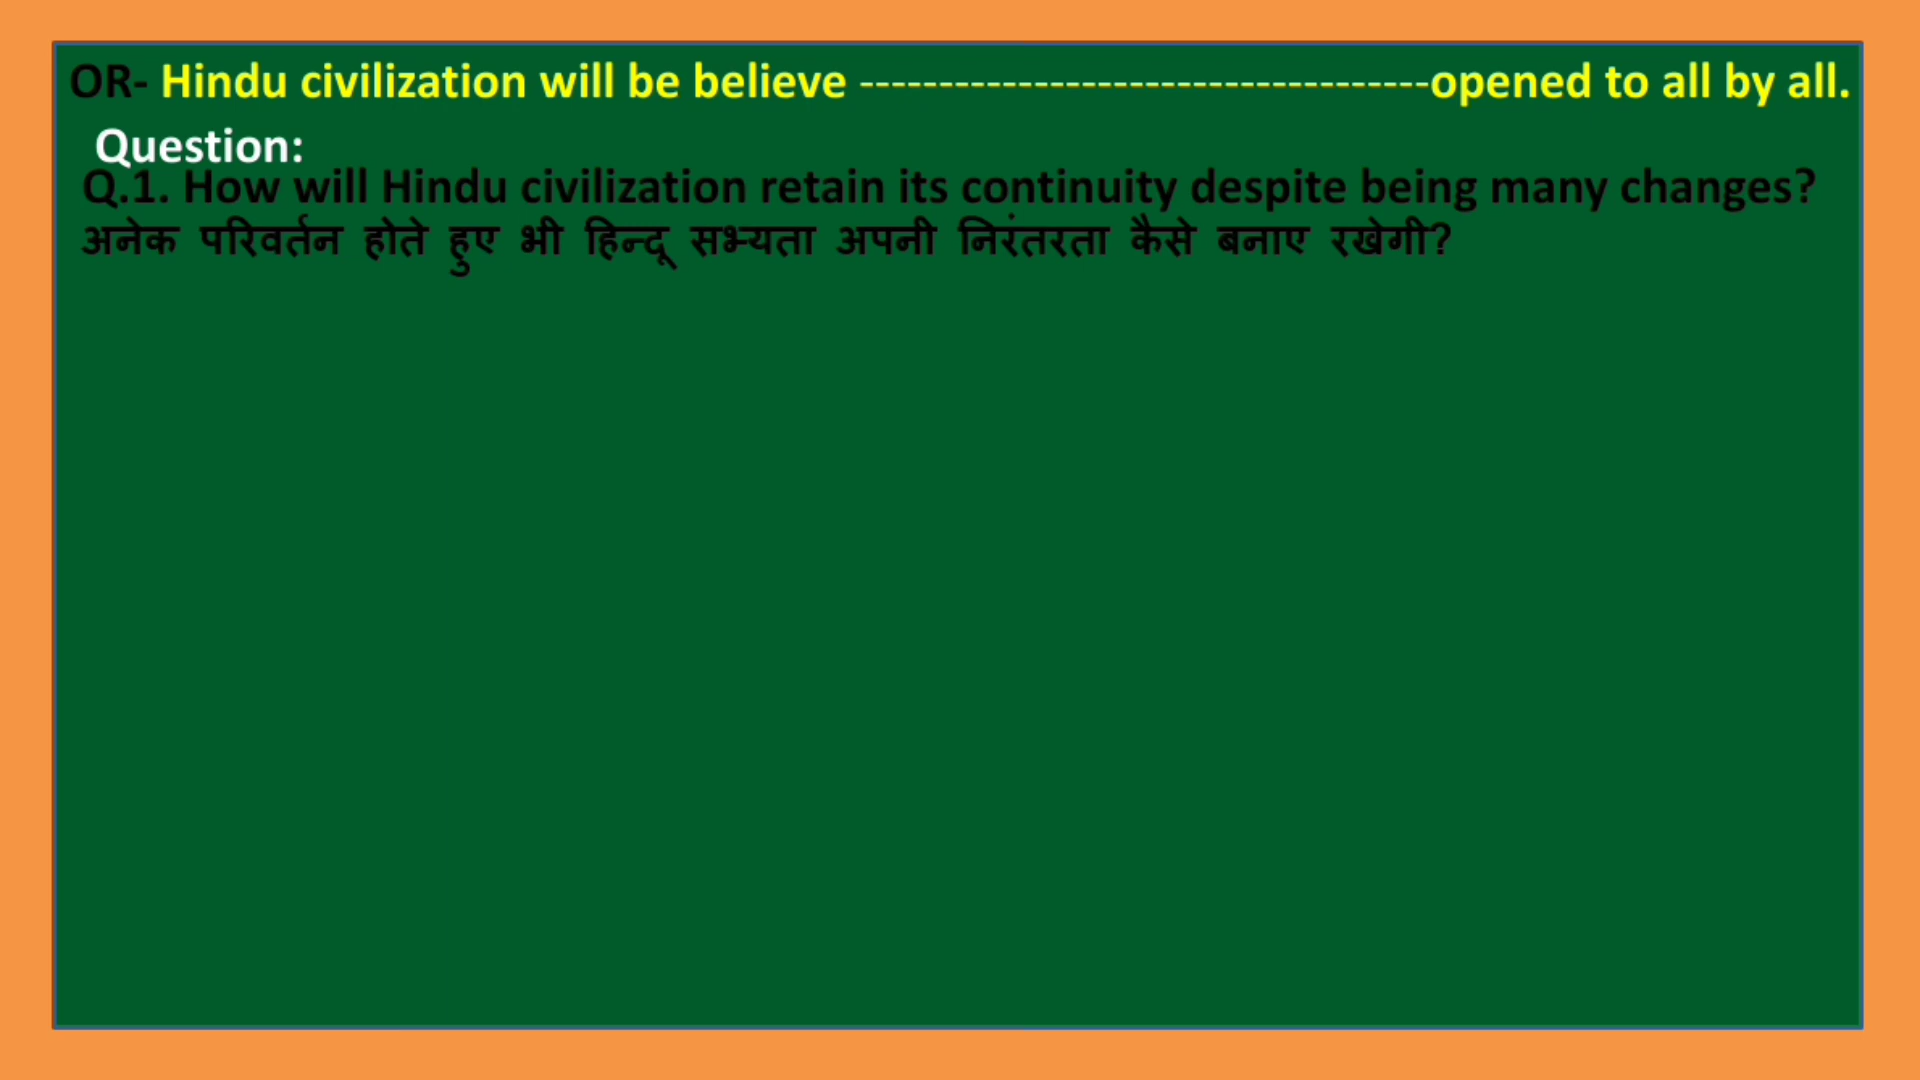 OR- Hindu civilization will be believe ------------------------------------opened to all by all.
Question:
Q.1. How will Hindu civilization retain its continuity despite being many changes?
अनेक परिवर्तन होते हुए भी हिन्दू सभ्यता अपनी निरंतरता कैसे बनाए रखेगी?